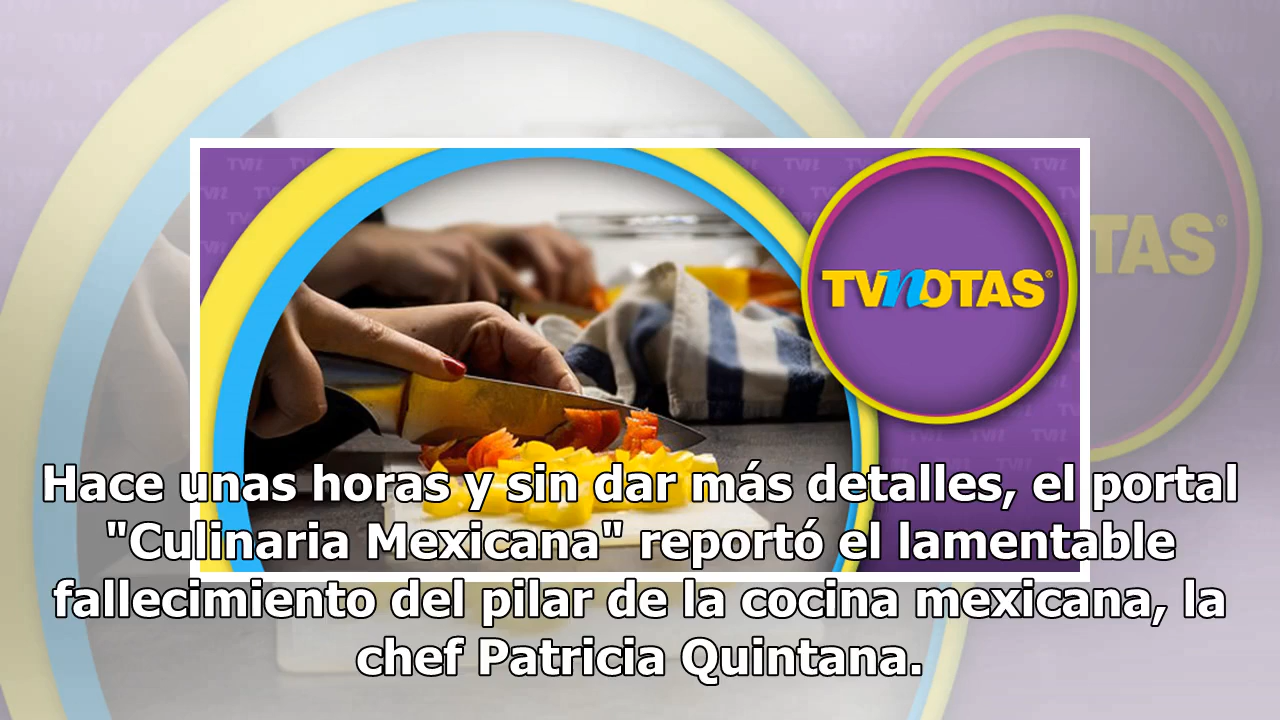 TVnOTAS®
TAS®
Hace unas horas y sin dar más detalles, el portal
"Culinaria Mexicana" reportó el lamentable
fallecimiento del pilar de la cocina mexicana, la
chef Patricia Quintana.